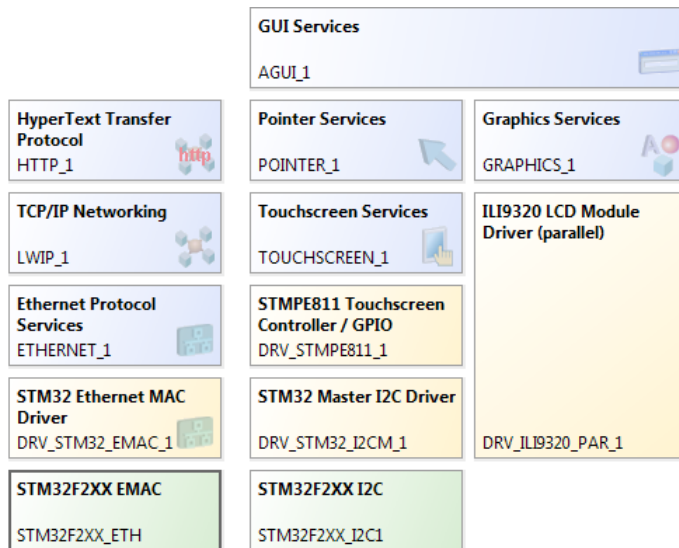 GUI Services
AGUI_1
HyperText Transfer
Protocol
http
HTTP_1
Pointer Services
POINTER_1
Graphics Services
A
GRAPHICS_1
TCP/IP Networking
LWIP_1
Touchscreen Services
TOUCHSCREEN_1
ILI9320 LCD Module
Driver (parallel)
DRV_ILI9320_PAR_1
Ethernet Protocol
Services
ETHERNET_1
STMPE811 Touchscreen
Controller / GPIO
DRV_STMPE811_1
STM32 Ethernet MAC
Driver
DRV_STM32_EMAC_1
STM32 Master I2C Driver
DRV_STM32_I2CM_1
STM32F2XX EMAC
STM32F2XX_ETH
STM32F2XX I2C
STM32F2XX_I2C1